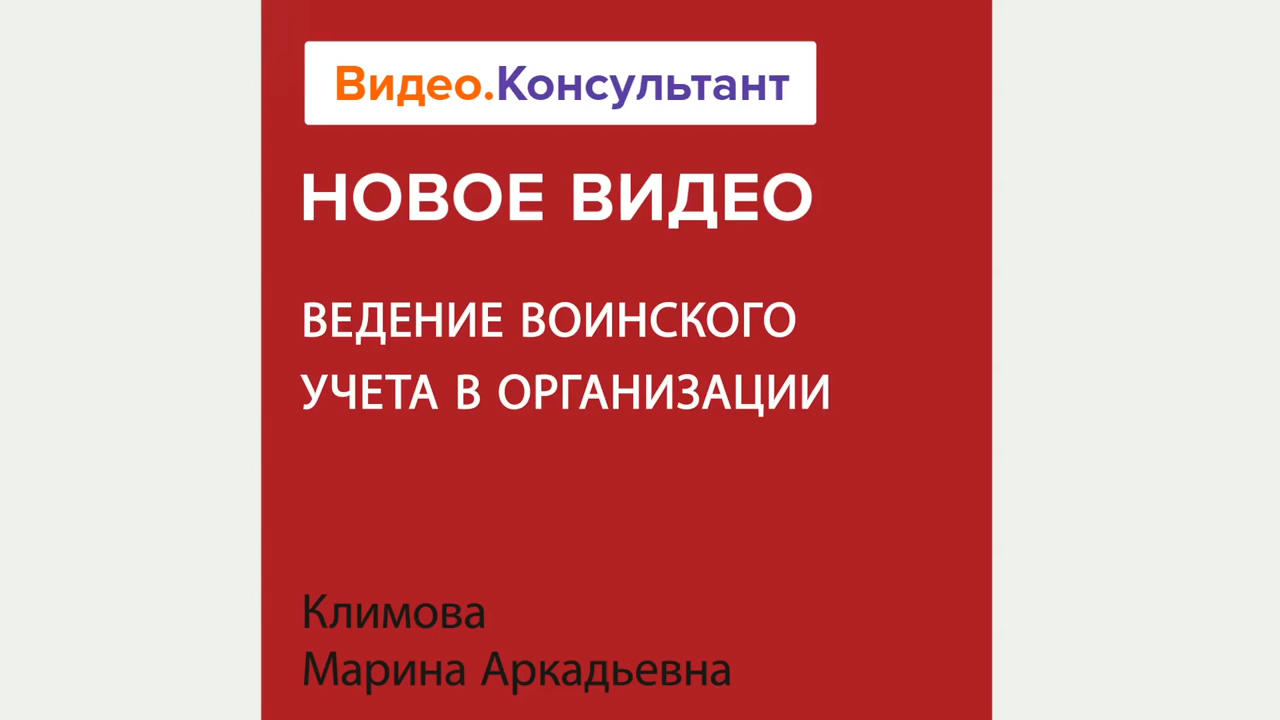 Видео.Консультант
НОВОЕ ВИДЕО
ВЕДЕНИЕ ВОИНСКОГО
УЧЕТА В ОРГАНИЗАЦИИ
Климова
Марина Аркадьевна